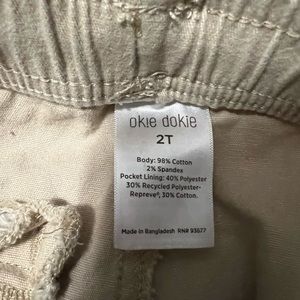 okie dokie
2T
Body: 98% Cotton
2% Spandex
Pocket Lining: 40% Polyester
30% Recycled Polyester-
Repreve®, 30% Cotton.
Made in Bangladesh RN# 93677